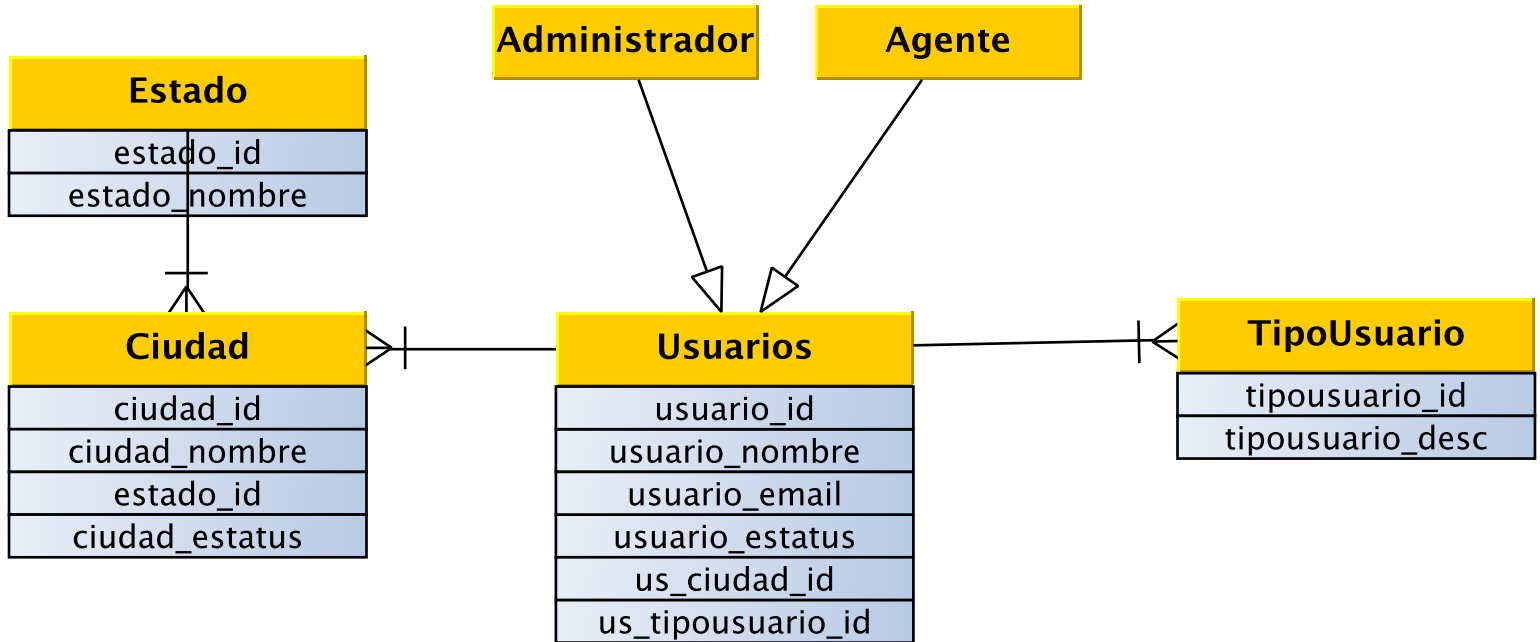 Administrador
Agente
Estado
estado_id
estado_nombre
Ciudad
ciudad_id
ciudad_nombre
estado_id
ciudad_estatus
Usuarios
usuario_id
usuario_nombre
usuario_email
usuario_estatus
us_ciudad_id
us_tipousuario_id
TipoUsuario
tipousuario_id
tipousuario_desc